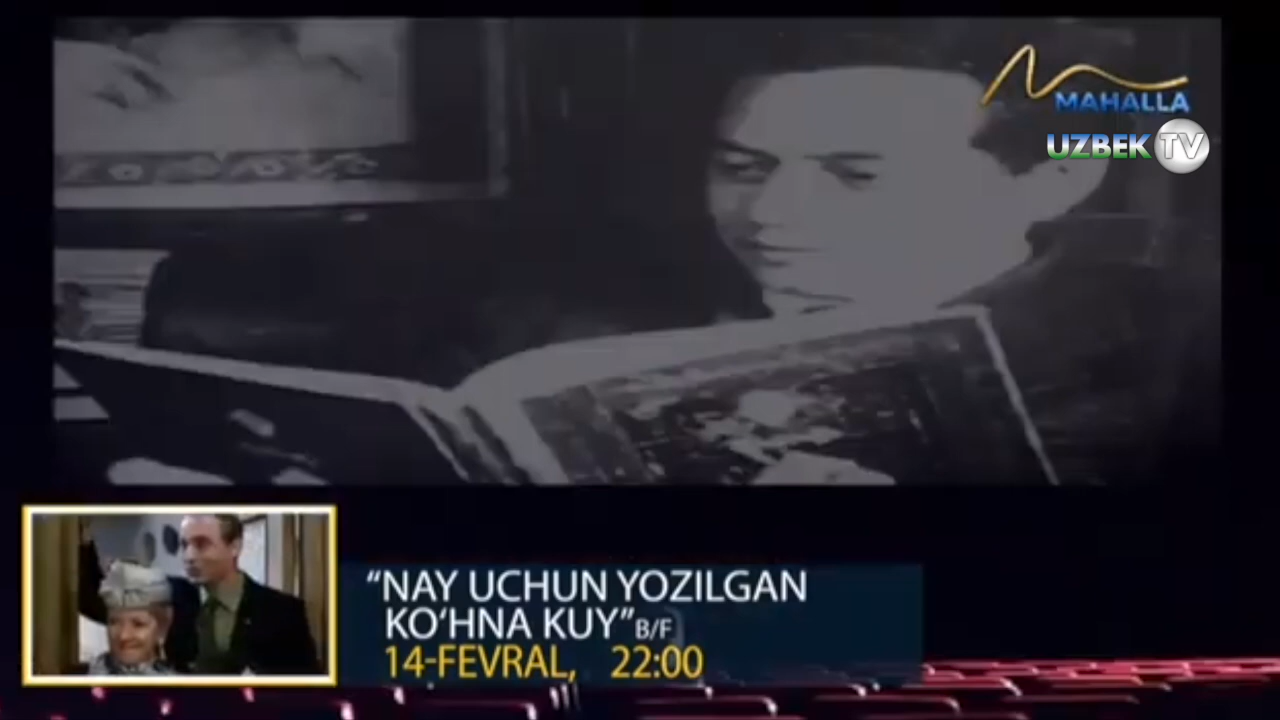 MAHALLA
UZBEK TV
“NAY UCHUN YOZILGAN
KO‘HNA KUY” B/F
14-FEVRAL, 22:00